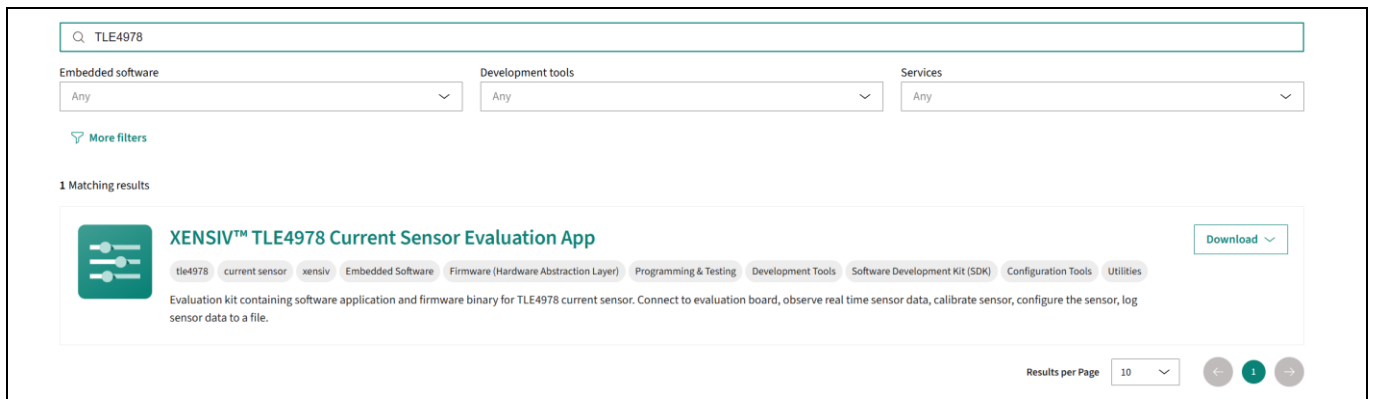 TLE4978
Embedded software Development tools Services
Any Any Any
More filters
1 Matching results
XENSIV™ TLE4978 Current Sensor Evaluation App
Download
tle4978 current sensor xensiv Embedded Software Firmware (Hardware Abstraction Layer) Programming & Testing Development Tools Software Development Kit (SDK) Configuration Tools Utilities
Evaluation kit containing software application and firmware binary for TLE4978 current sensor. Connect to evaluation board, observe real time sensor data, calibrate sensor, configure the sensor, log
sensor data to a file.
Results per Page 10 1